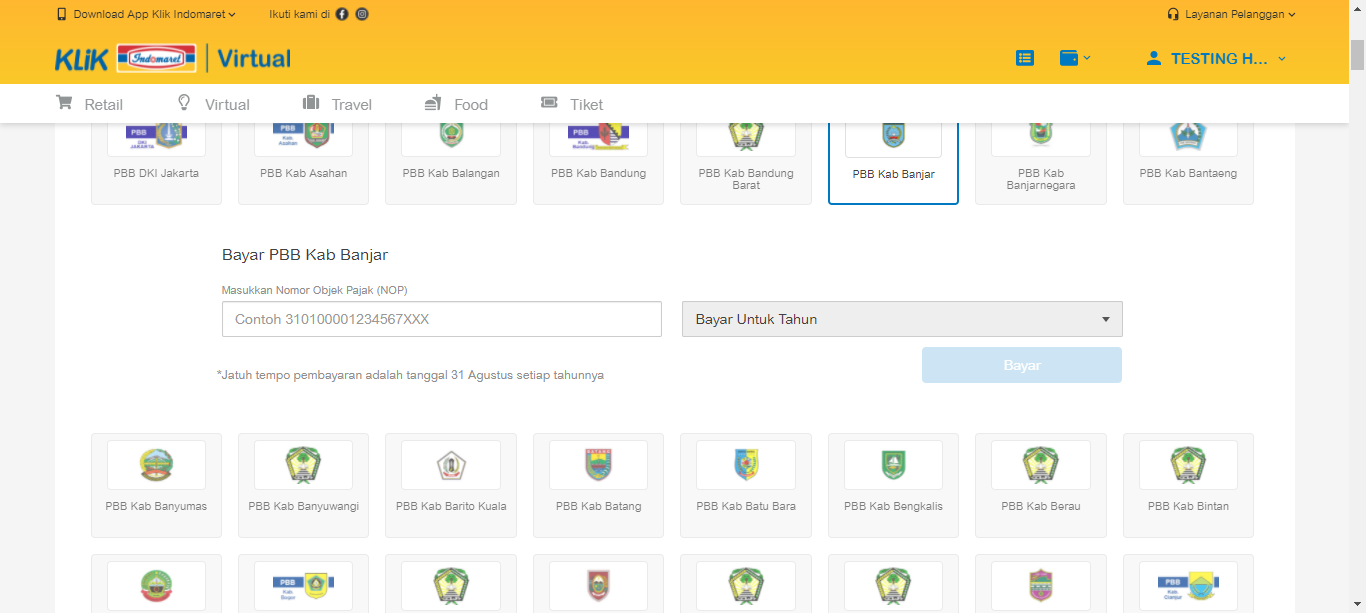 Download App Klik Indomaret
Ikuti kami di
Layanan Pelanggan
KLIK Indomaret Virtual
TESTING H...
Retail
Virtual
Travel
Food
Tiket
PBB DKI JAKARTA
PBB Kab. Asahan
PBB Kab. Bandung
PBB DKI Jakarta
PBB Kab Asahan
PBB Kab Balangan
PBB Kab Bandung
PBB Kab Bandung
Barat
PBB Kab Banjar
PBB Kab
Banjarnegara
PBB Kab Bantaeng
Bayar PBB Kab Banjar
Masukkan Nomor Objek Pajak (NOP)
Contoh 310100001234567XXX
Bayar Untuk Tahun
*Jatuh tempo pembayaran adalah tanggal 31 Agustus setiap tahunnya
Bayar
BATANG
PBB Kab Banyumas
PBB Kab Banyuwangi
PBB Kab Barito Kuala
PBB Kab Batang
PBB Kab Batu Bara
PBB Kab Bengkalis
PBB Kab Berau
PBB Kab Bintan
PBB Kab. Bogor
PBB Kab. Cianjur